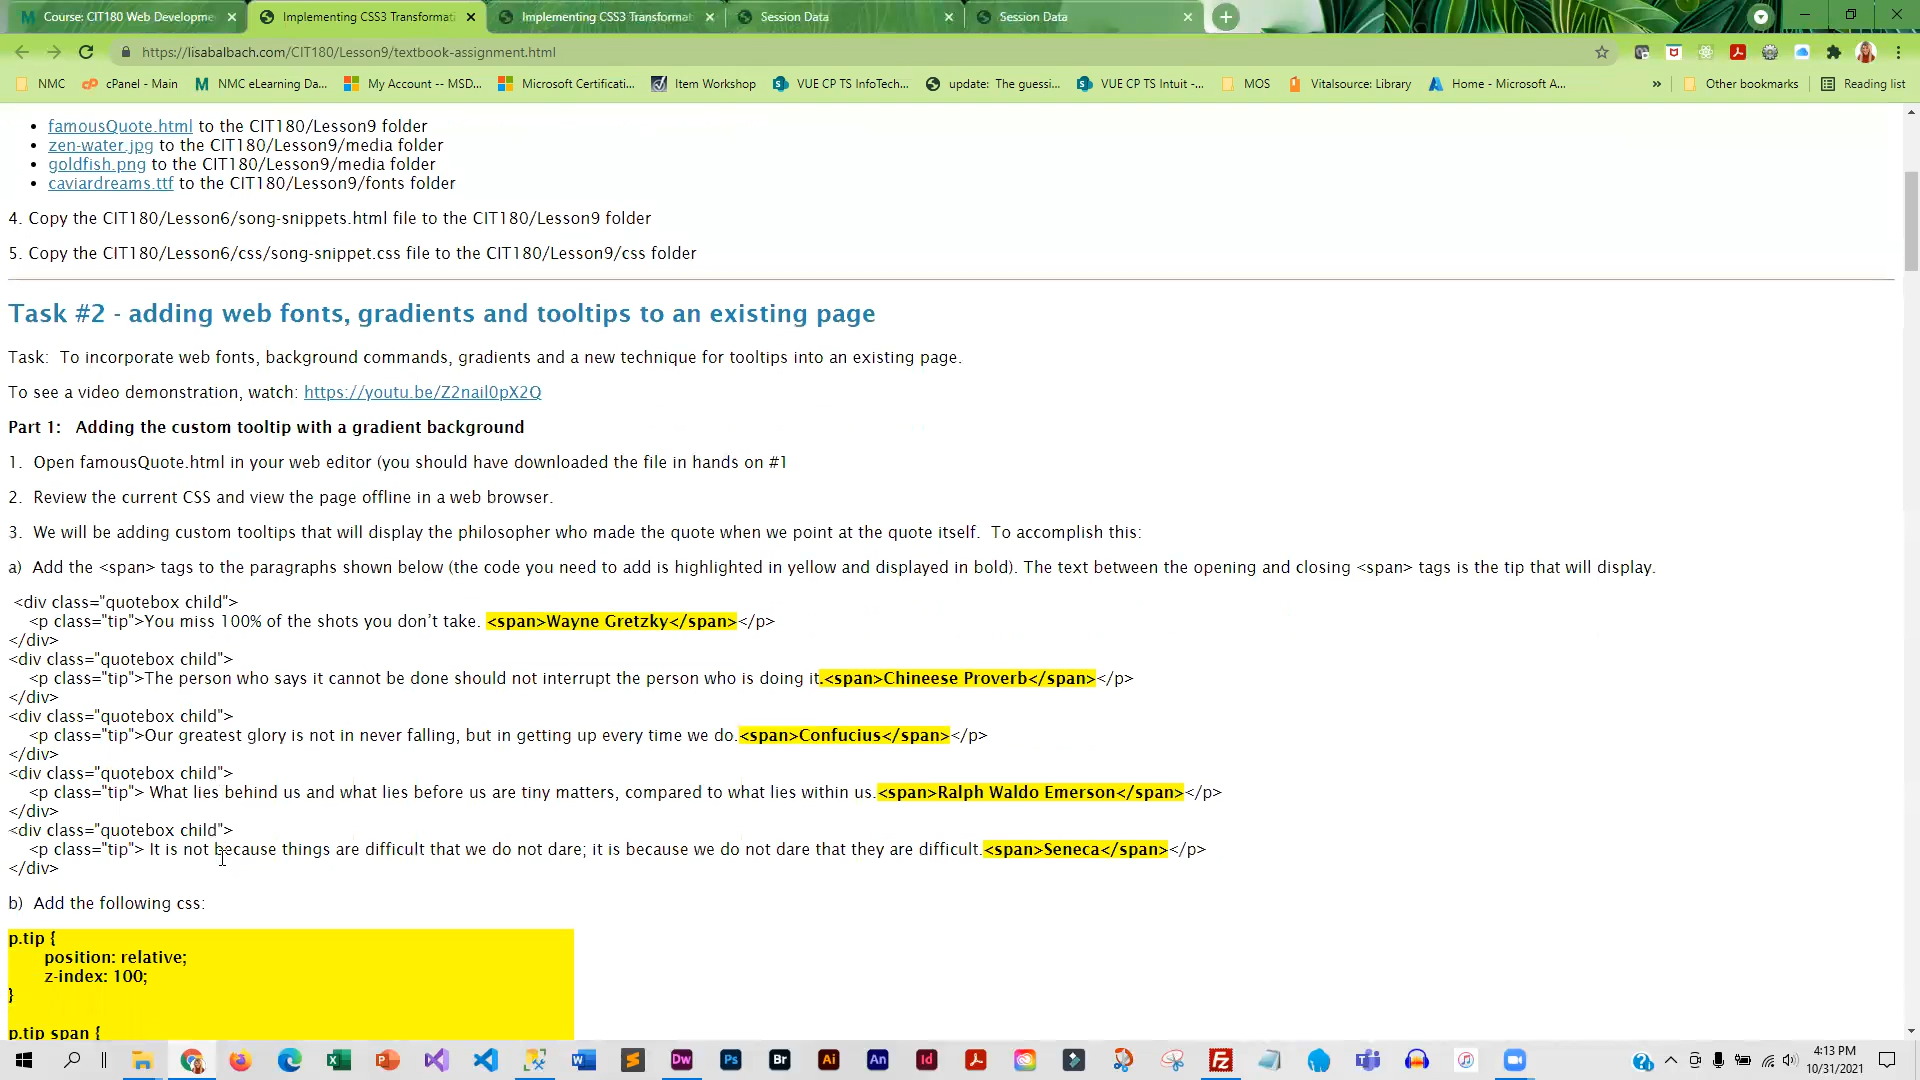 Course: CIT180 Web Developme
Implementing CSS3 Transformati
Implementing CSS3 Transformat
Session Data
Session Data
https://lisabalbach.com/CIT180/Lesson9/textbook-assignment.html
NMC
cPanel - Main
NMC eLearning Da...
My Account -- MSD...
Microsoft Certificati...
Item Workshop
VUE CP TS InfoTech...
update: The guessi...
VUE CP TS Intuit -...
MOS
Vitalsource: Library
Home - Microsoft A...
»
Other bookmarks
Reading list
• famousQuote.html to the CIT180/Lesson9 folder
• zen-water.jpg to the CIT180/Lesson9/media folder
• goldfish.png to the CIT180/Lesson9/media folder
• caviardreams.ttf to the CIT180/Lesson9/fonts folder
4. Copy the CIT180/Lesson6/song-snippets.html file to the CIT180/Lesson9 folder
5. Copy the CIT180/Lesson6/css/song-snippet.css file to the CIT180/Lesson9/css folder
Task #2 - adding web fonts, gradients and tooltips to an existing page
Task: To incorporate web fonts, background commands, gradients and a new technique for tooltips into an existing page.
To see a video demonstration, watch: https://youtu.be/Z2nail0pX2Q
Part 1: Adding the custom tooltip with a gradient background
1. Open famousQuote.html in your web editor (you should have downloaded the file in hands on #1
2. Review the current CSS and view the page offline in a web browser.
3. We will be adding custom tooltips that will display the philosopher who made the quote when we point at the quote itself. To accomplish this:
a) Add the <span> tags to the paragraphs shown below (the code you need to add is highlighted in yellow and displayed in bold). The text between the opening and closing <span> tags is the tip that will display.
<div class="quotebox child">
<p class="tip">You miss 100% of the shots you don’t take. <span>Wayne Gretzky</span></p>
</div>
<div class="quotebox child">
<p class="tip">The person who says it cannot be done should not interrupt the person who is doing it.<span>Chineese Proverb</span></p>
</div>
<div class="quotebox child">
<p class="tip">Our greatest glory is not in never falling, but in getting up every time we do.<span>Confucius</span></p>
</div>
<div class="quotebox child">
<p class="tip"> What lies behind us and what lies before us are tiny matters, compared to what lies within us.<span>Ralph Waldo Emerson</span></p>
</div>
<div class="quotebox child">
<p class="tip"> It is not because things are difficult that we do not dare; it is because we do not dare that they are difficult.<span>Seneca</span></p>
</div>
b) Add the following css:
p.tip {
position: relative;
z-index: 100;
}
p.tip span {
4:13 PM
10/31/2021